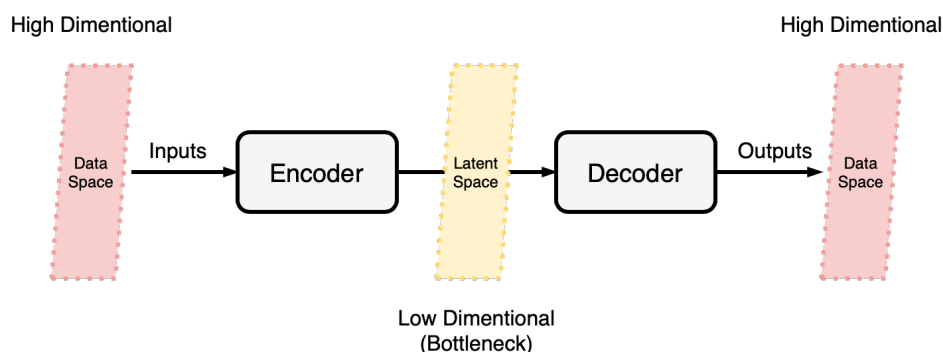 High Dimentional
High Dimentional
Data
Space
Inputs
Encoder
Latent
Space
Decoder
Outputs
Data
Space
Low Dimentional
(Bottleneck)